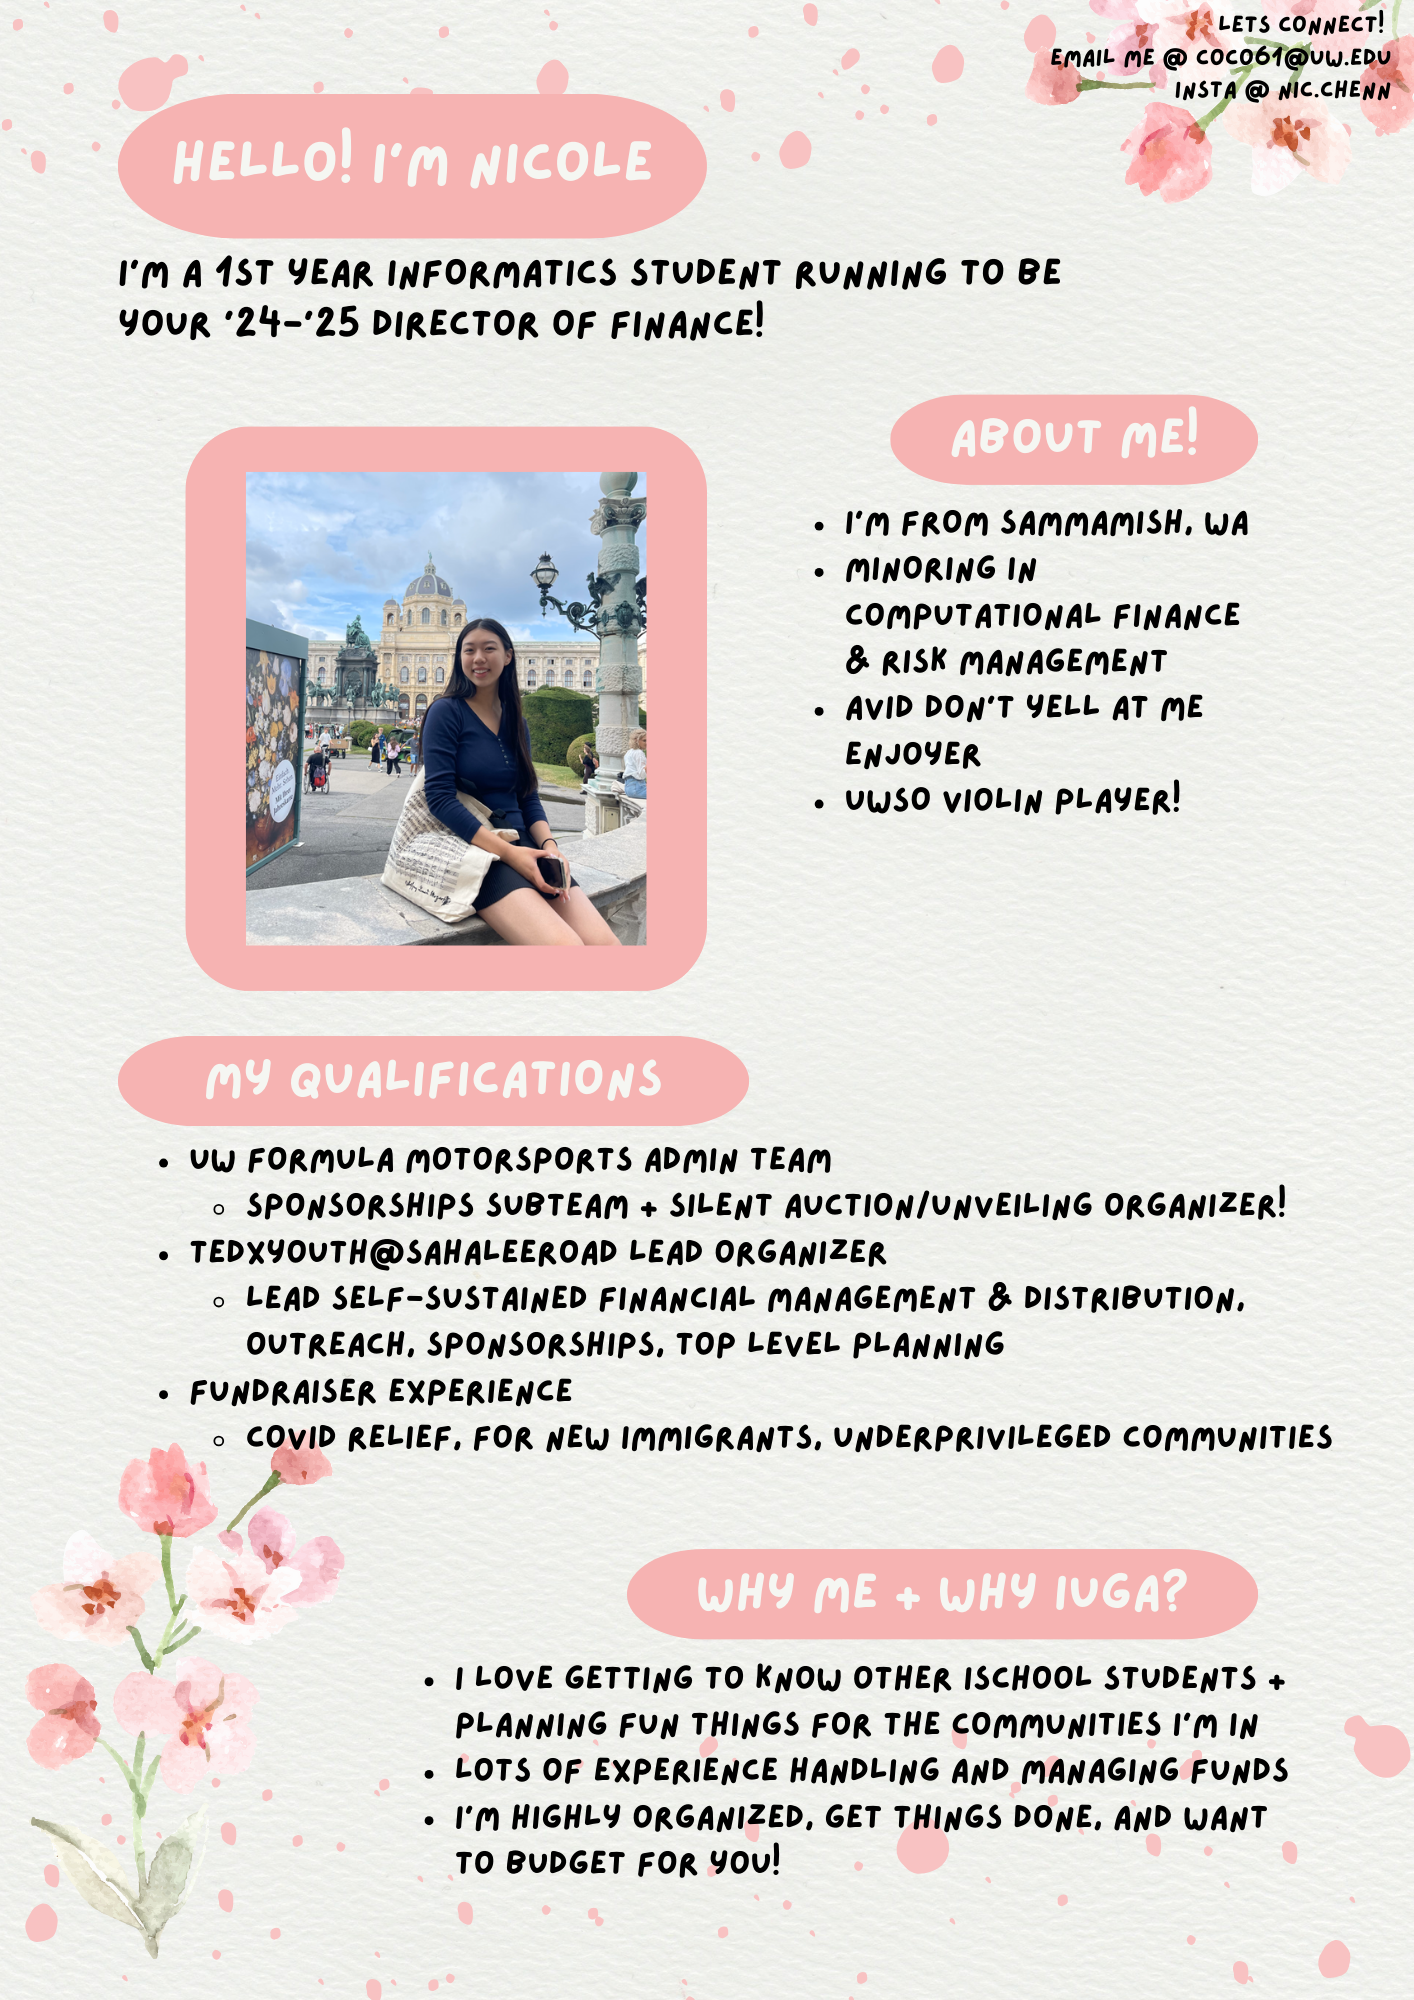 LETS CONNECT!
EMAIL ME @ COCO61@UW.EDU
INSTA @ NIC.CHENN
HELLO! I'M NICOLE
I'M A 1ST YEAR INFORMATICS STUDENT RUNNING TO BE
YOUR '24-'25 DIRECTOR OF FINANCE!
ABOUT ME!
• I'M FROM SAMMAMISH, WA
• MINORING IN
COMPUTATIONAL FINANCE
& RISK MANAGEMENT
• AVID DON'T YELL AT ME
ENJOYER
• UWSO VIOLIN PLAYER!
MY QUALIFICATIONS
• UW FORMULA MOTORSPORTS ADMIN TEAM
○ SPONSORSHIPS SUBTEAM + SILENT AUCTION/UNVEILING ORGANIZER!
• TEDXYOUTH@SAHALEEROAD LEAD ORGANIZER
○ LEAD SELF-SUSTAINED FINANCIAL MANAGEMENT & DISTRIBUTION,
OUTREACH, SPONSORSHIPS, TOP LEVEL PLANNING
• FUNDRAISER EXPERIENCE
○ COVID RELIEF, FOR NEW IMMIGRANTS, UNDERPRIVILEGED COMMUNITIES
WHY ME + WHY IUGA?
• I LOVE GETTING TO KNOW OTHER ISCHOOL STUDENTS +
PLANNING FUN THINGS FOR THE COMMUNITIES I'M IN
• LOTS OF EXPERIENCE HANDLING AND MANAGING FUNDS
• I'M HIGHLY ORGANIZED, GET THINGS DONE, AND WANT
TO BUDGET FOR YOU!